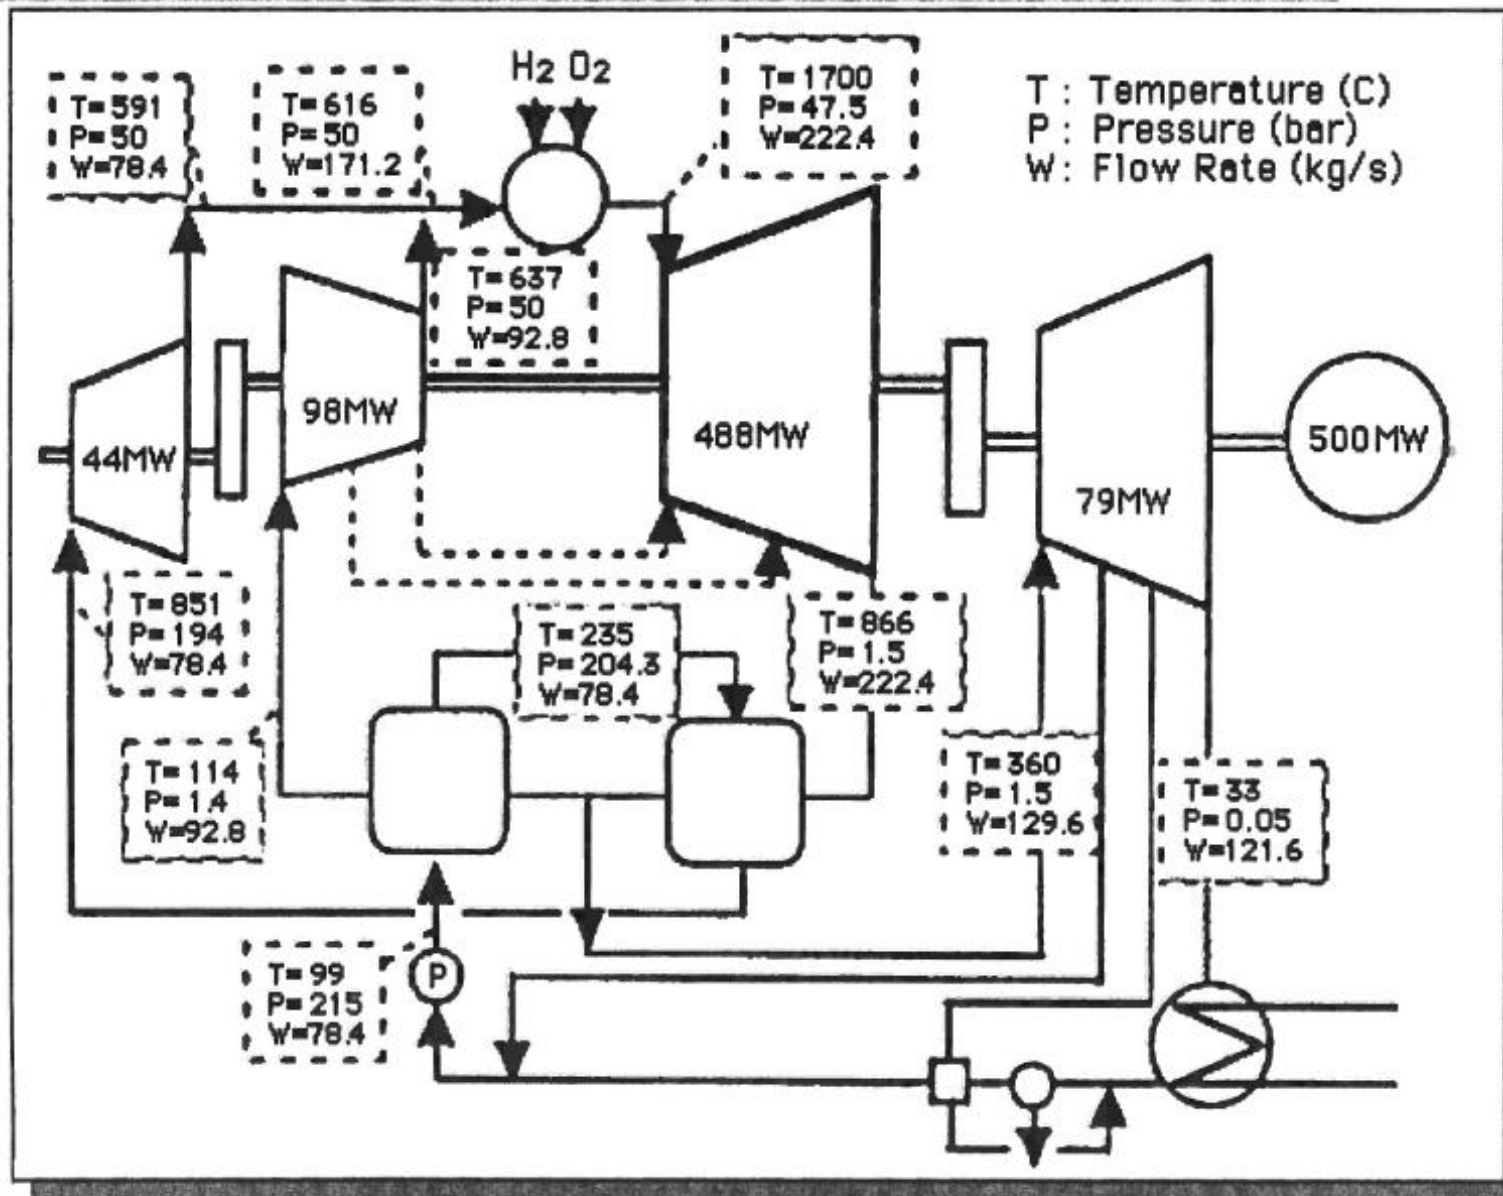 H2 O2
T= 591
P= 50
W=78.4
T= 616
P= 50
W=171.2
T= 1700
P= 47.5
W=222.4
T : Temperature (C)
P : Pressure (bar)
W : Flow Rate (kg/s)
T= 637
P= 50
W=92.8
44MW
98MW
488MW
79MW
500MW
T= 851
P= 194
W=78.4
T= 235
P= 204.3
W=78.4
T= 866
P= 1.5
W=222.4
T= 114
P= 1.4
W=92.8
T= 360
P= 1.5
W=129.6
T= 33
P= 0.05
W=121.6
T= 99
P= 215
W=78.4
P